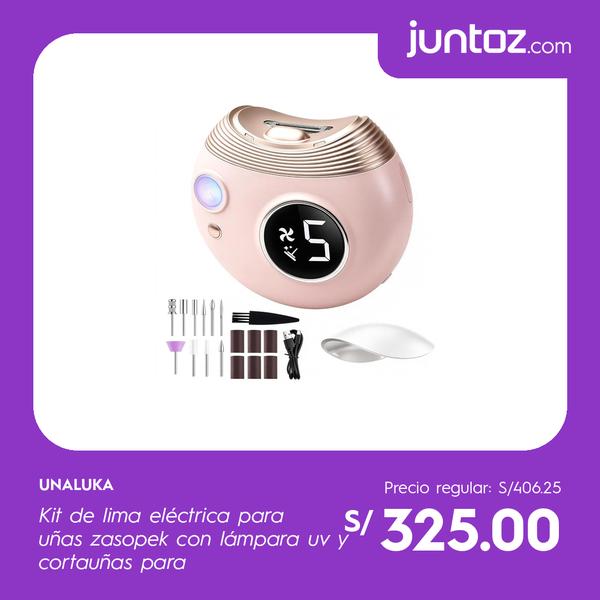 juntoz.com
5
UNALUKA
Kit de lima eléctrica para
uñas zasopek con lámpara uv y
cortauñas para
Precio regular: S/406.25
S/ 325.00